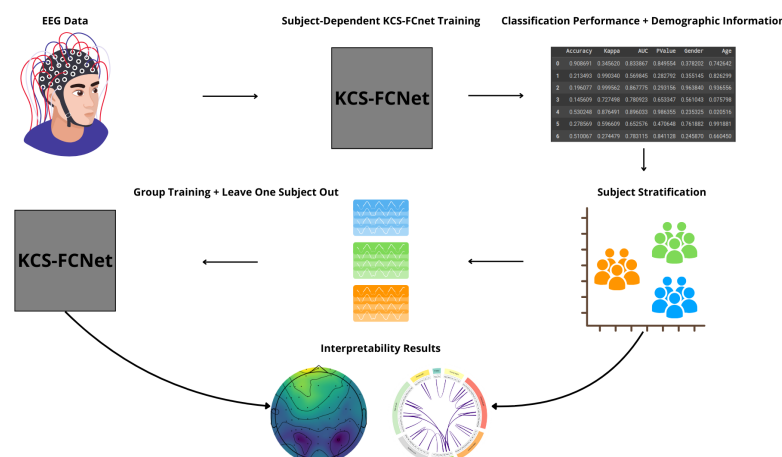 EEG Data
Subject-Dependent KCS-FCnet Training
Classification Performance + Demographic Information
KCS-FCNet
Accuracy Kappa AUC PValue Gender Age
0 0.908691 0.345620 0.833867 0.849554 0.378202 0.742642
1 0.213493 0.990340 0.569845 0.282792 0.355145 0.826299
2 0.196077 0.999562 0.867775 0.293156 0.963840 0.936556
3 0.145609 0.727498 0.780923 0.653347 0.561043 0.075798
4 0.530248 0.876491 0.896033 0.986355 0.235325 0.020516
5 0.278569 0.596609 0.652576 0.470648 0.761882 0.991881
6 0.510067 0.274479 0.783115 0.841128 0.245870 0.660450
Group Training + Leave One Subject Out
Subject Stratification
KCS-FCNet
Interpretability Results